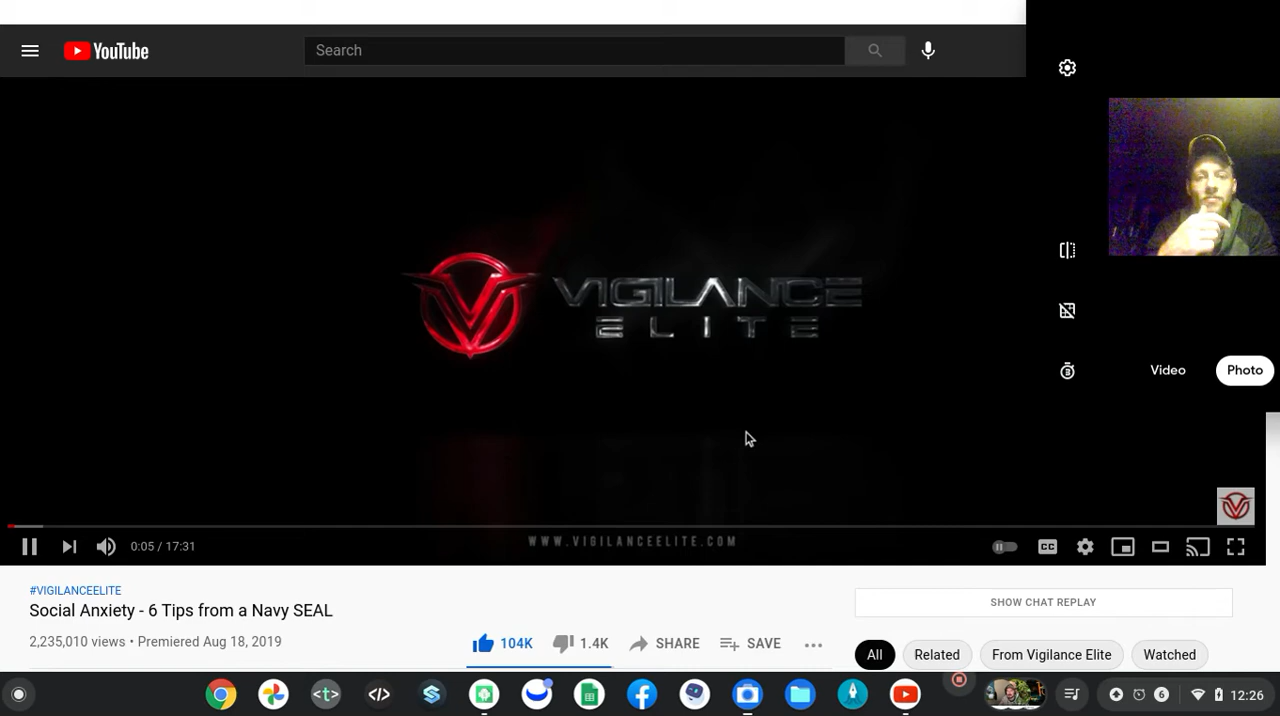 YouTube
Search
VIGILANCE
ELITE
Video
Photo
0:05 / 17:31
WWW.VIGILANCEELITE.COM
CC
#VIGILANCEELITE
Social Anxiety - 6 Tips from a Navy SEAL
2,235,010 views • Premiered Aug 18, 2019
104K
1.4K
SHARE
SAVE
SHOW CHAT REPLAY
All
Related
From Vigilance Elite
Watched
<t>
</>
6
12:26